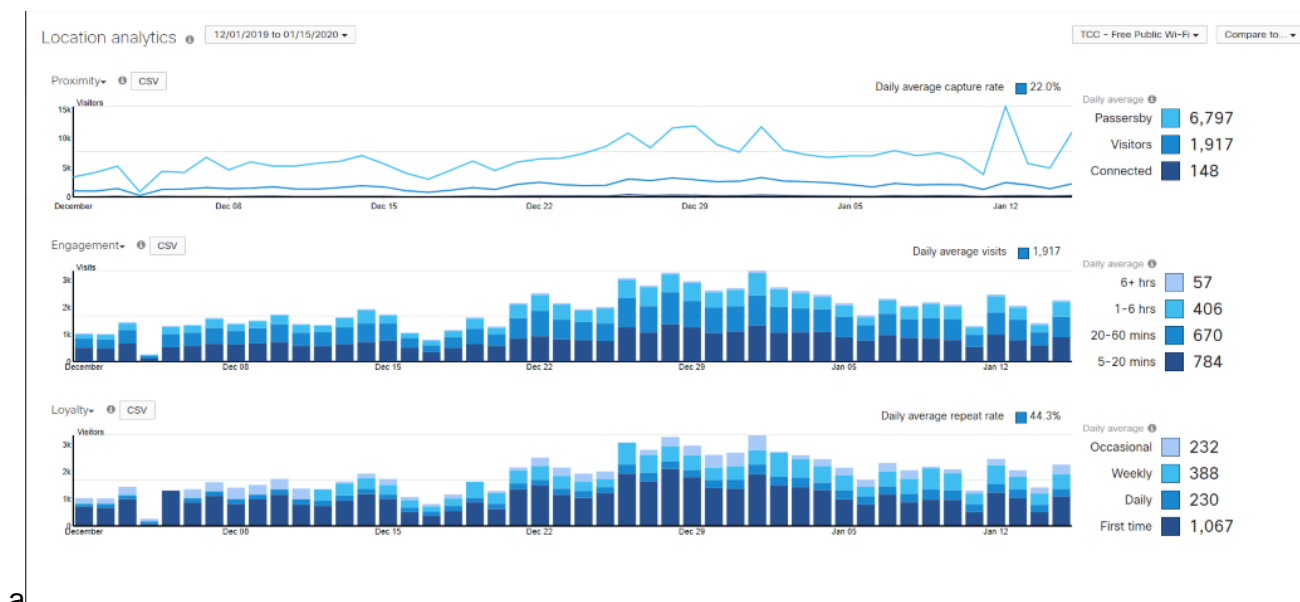 Location analytics
12/01/2019 to 01/15/2020
TCC - Free Public Wi-Fi
Compare to...
Proximity
CSV
Daily average capture rate 22.0%
Visitors
15k
10k
5k
0
December Dec 08 Dec 15 Dec 22 Dec 29 Jan 05 Jan 12
Daily average
Passersby 6,797
Visitors 1,917
Connected 148
Engagement
CSV
Daily average visits 1,917
Visits
3k
2k
1k
0
December Dec 08 Dec 15 Dec 22 Dec 29 Jan 05 Jan 12
Daily average
6+ hrs 57
1-6 hrs 406
20-60 mins 670
5-20 mins 784
Loyalty
CSV
Daily average repeat rate 44.3%
Visitors
3k
2k
1k
0
December Dec 08 Dec 15 Dec 22 Dec 29 Jan 05 Jan 12
Daily average
Occasional 232
Weekly 388
Daily 230
First time 1,067
a